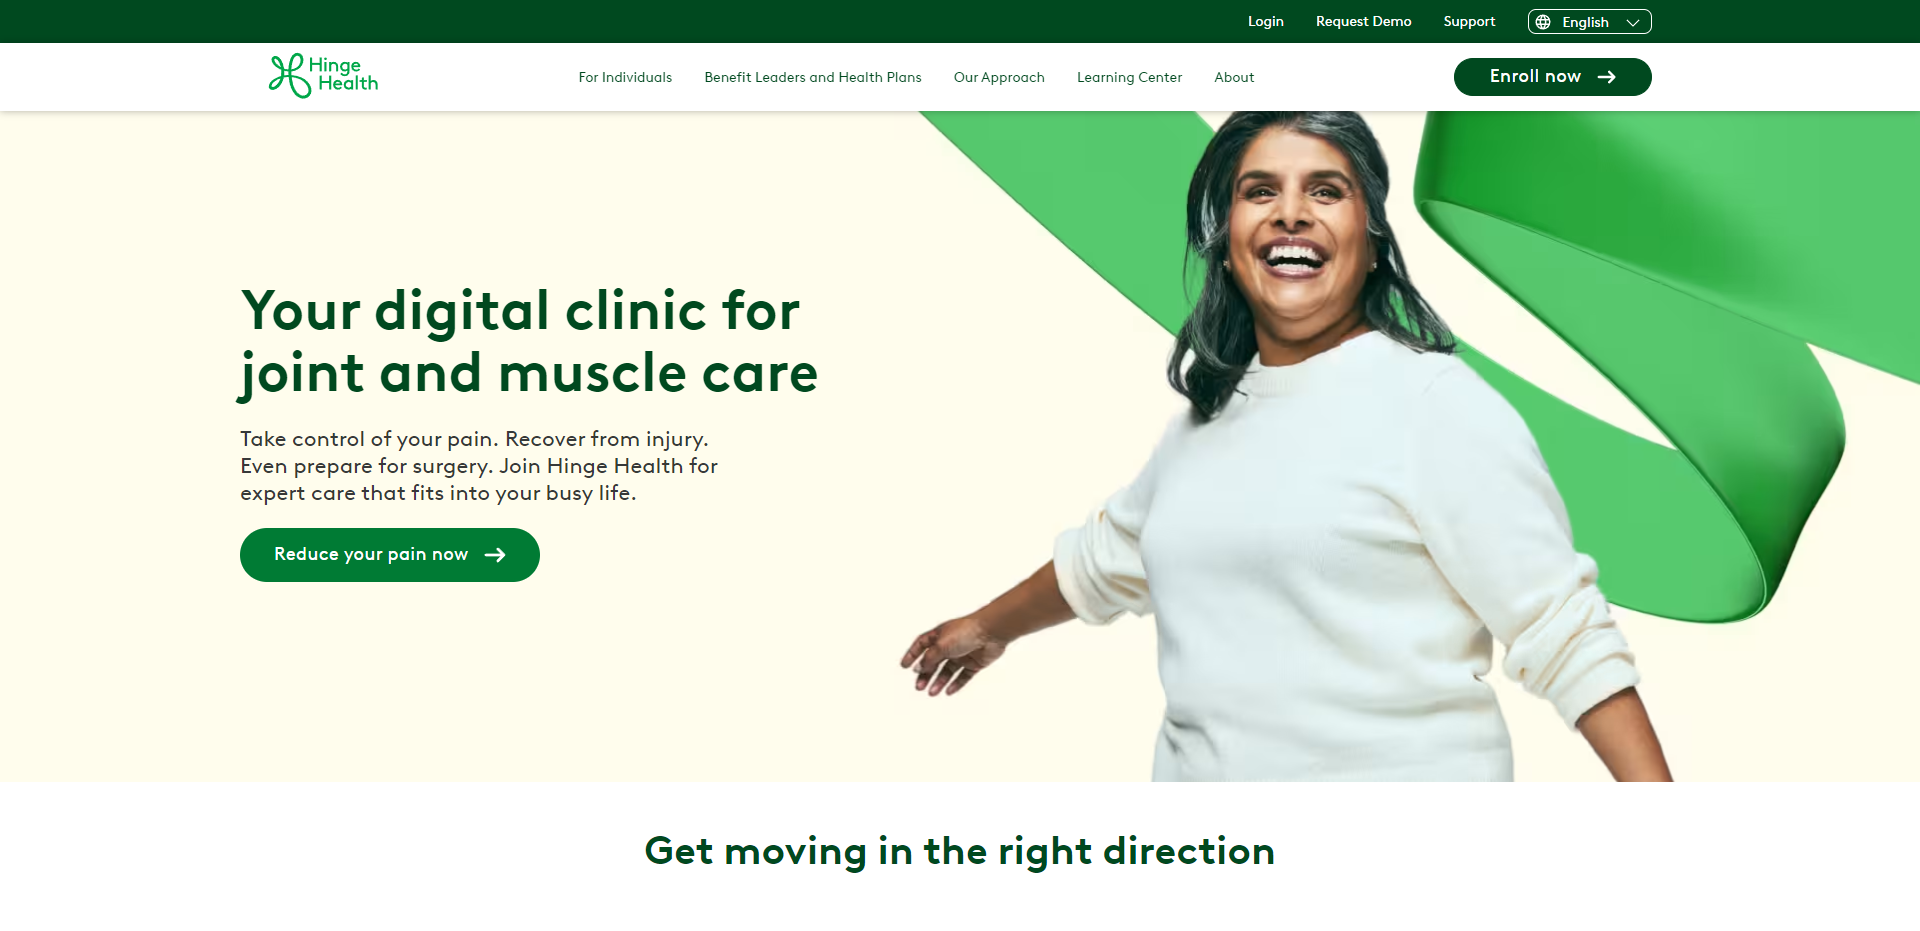 Login
Request Demo
Support
English
Hinge
Health
For Individuals
Benefit Leaders and Health Plans
Our Approach
Learning Center
About
Enroll now
Your digital clinic for
joint and muscle care
Take control of your pain. Recover from injury.
Even prepare for surgery. Join Hinge Health for
expert care that fits into your busy life.
Reduce your pain now
Get moving in the right direction